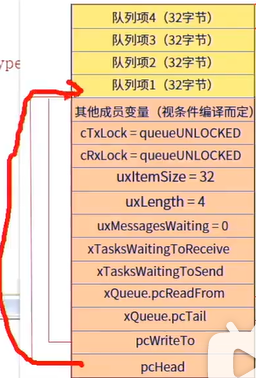 ype
队列项4（32字节）
队列项3（32字节）
队列项2（32字节）
队列项1（32字节）
其他成员变量（视条件编译而定）
cTxLock = queueUNLOCKED
cRxLock = queueUNLOCKED
uxItemSize = 32
uxLength = 4
uxMessagesWaiting = 0
xTasksWaitingToReceive
xTasksWaitingToSend
xQueue.pcReadFrom
xQueue.pcTail
pcWriteTo
pcHead